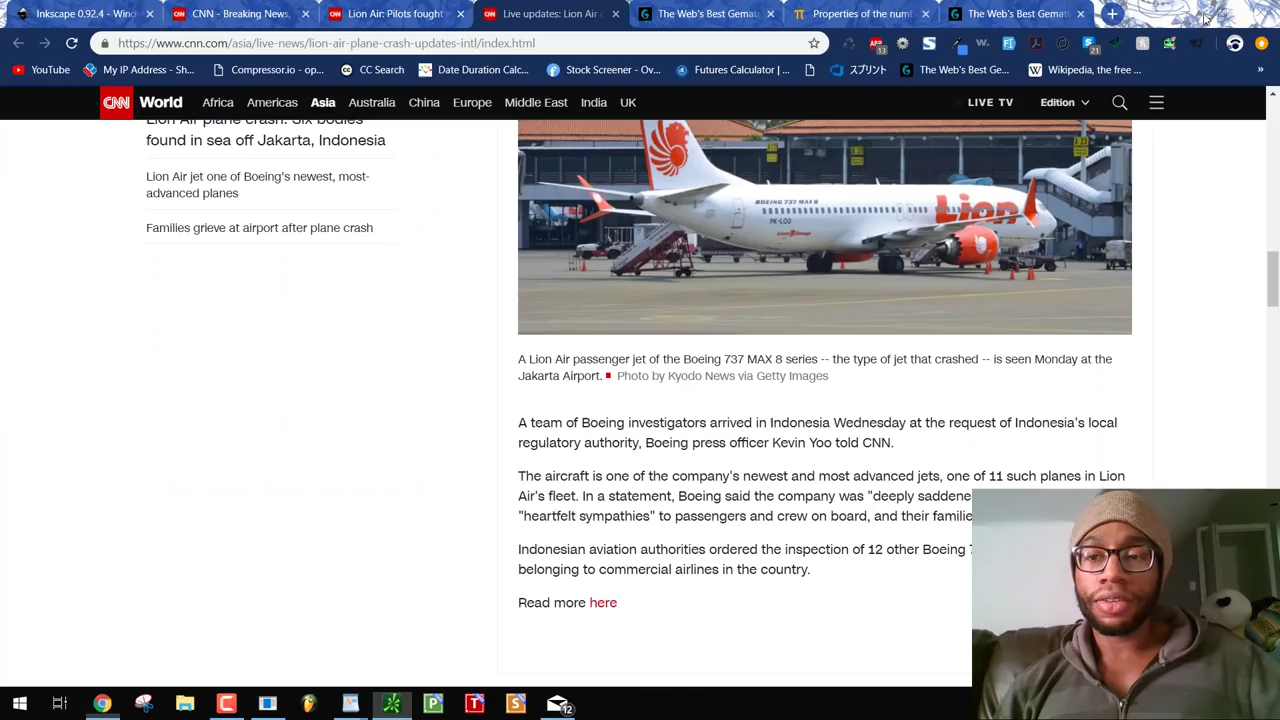 Inkscape 0.92.4 - Wind
CNN - Breaking News,
Lion Air: Pilots fought
Live updates: Lion Air c
The Web's Best Gemat
Properties of the num
The Web's Best Gemat
https://www.cnn.com/asia/live-news/lion-air-plane-crash-updates-intl/index.html
YouTube
My IP Address - Sh...
Compressor.io - op...
CC Search
Date Duration Calc...
Stock Screener - Ov...
Futures Calculator | ...
スプリント
The Web's Best Ge...
Wikipedia, the free ...
CNN World Africa Americas Asia Australia China Europe Middle East India UK LIVE TV Edition
Lion Air plane crash: Six bodies
found in sea off Jakarta, Indonesia
Lion Air jet one of Boeing's newest, most-
advanced planes
Families grieve at airport after plane crash
BOEING 737 MAX 8
PK-LOO
Lion
A Lion Air passenger jet of the Boeing 737 MAX 8 series -- the type of jet that crashed -- is seen Monday at the
Jakarta Airport. Photo by Kyodo News via Getty Images
A team of Boeing investigators arrived in Indonesia Wednesday at the request of Indonesia's local
regulatory authority, Boeing press officer Kevin Yoo told CNN.
The aircraft is one of the company's newest and most advanced jets, one of 11 such planes in Lion
Air's fleet. In a statement, Boeing said the company was "deeply saddene
"heartfelt sympathies" to passengers and crew on board, and their familie
Indonesian aviation authorities ordered the inspection of 12 other Boeing 7
belonging to commercial airlines in the country.
Read more here
12